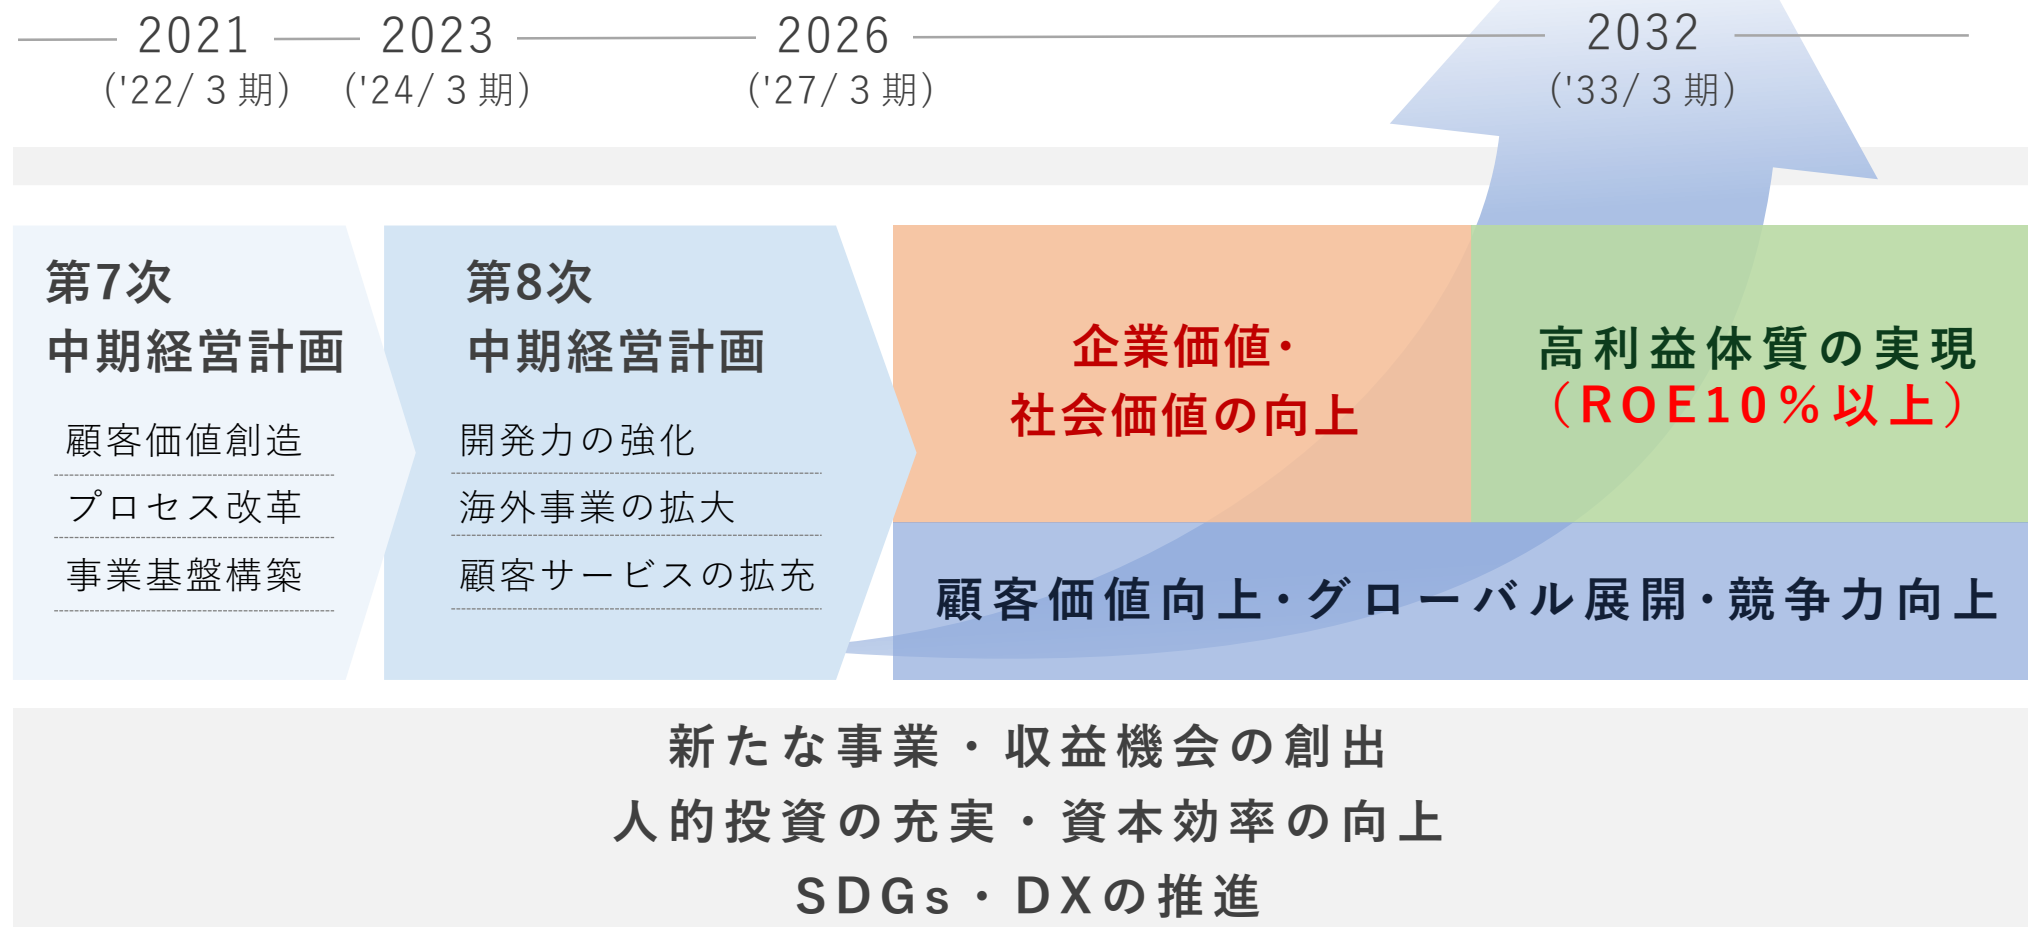 2021 2023 2026 2032
('22/３期) ('24/３期) ('27/３期) ('33/３期)
第7次
中期経営計画
顧客価値創造
プロセス改革
事業基盤構築
第8次
中期経営計画
開発力の強化
海外事業の拡大
顧客サービスの拡充
企業価値・
社会価値の向上
高利益体質の実現
（ROE10％以上）
顧客価値向上・グローバル展開・競争力向上
新たな事業・収益機会の創出
人的投資の充実・資本効率の向上
SDGs・DXの推進